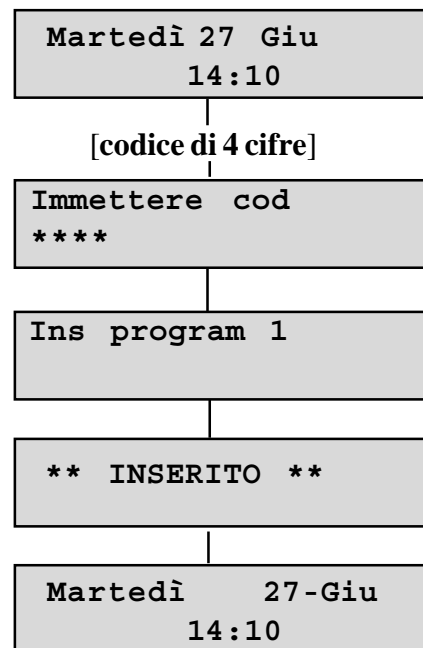 Martedì 27 Giu
14:10
[codice di 4 cifre]
Immettere cod
****
Ins program 1
** INSERITO **
Martedì 27-Giu
14:10